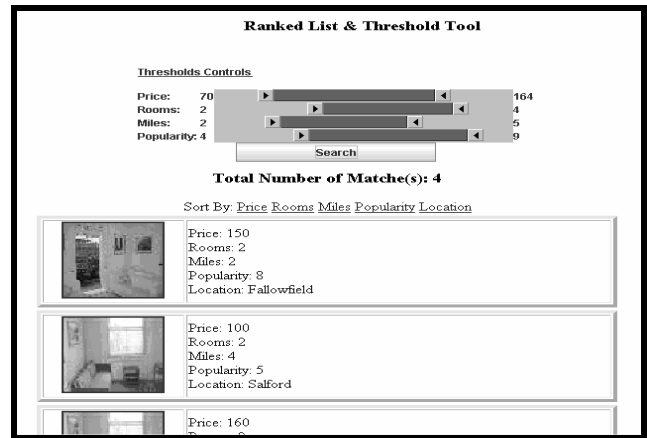 Ranked List & Threshold Tool
Thresholds Controls
Price: 70 164
Rooms: 2 4
Miles: 2 5
Popularity: 4 9
Search
Total Number of Matche(s): 4
Sort By: Price Rooms Miles Popularity Location
Price: 150
Rooms: 2
Miles: 2
Popularity: 8
Location: Fallowfield
Price: 100
Rooms: 2
Miles: 4
Popularity: 5
Location: Salford
Price: 160